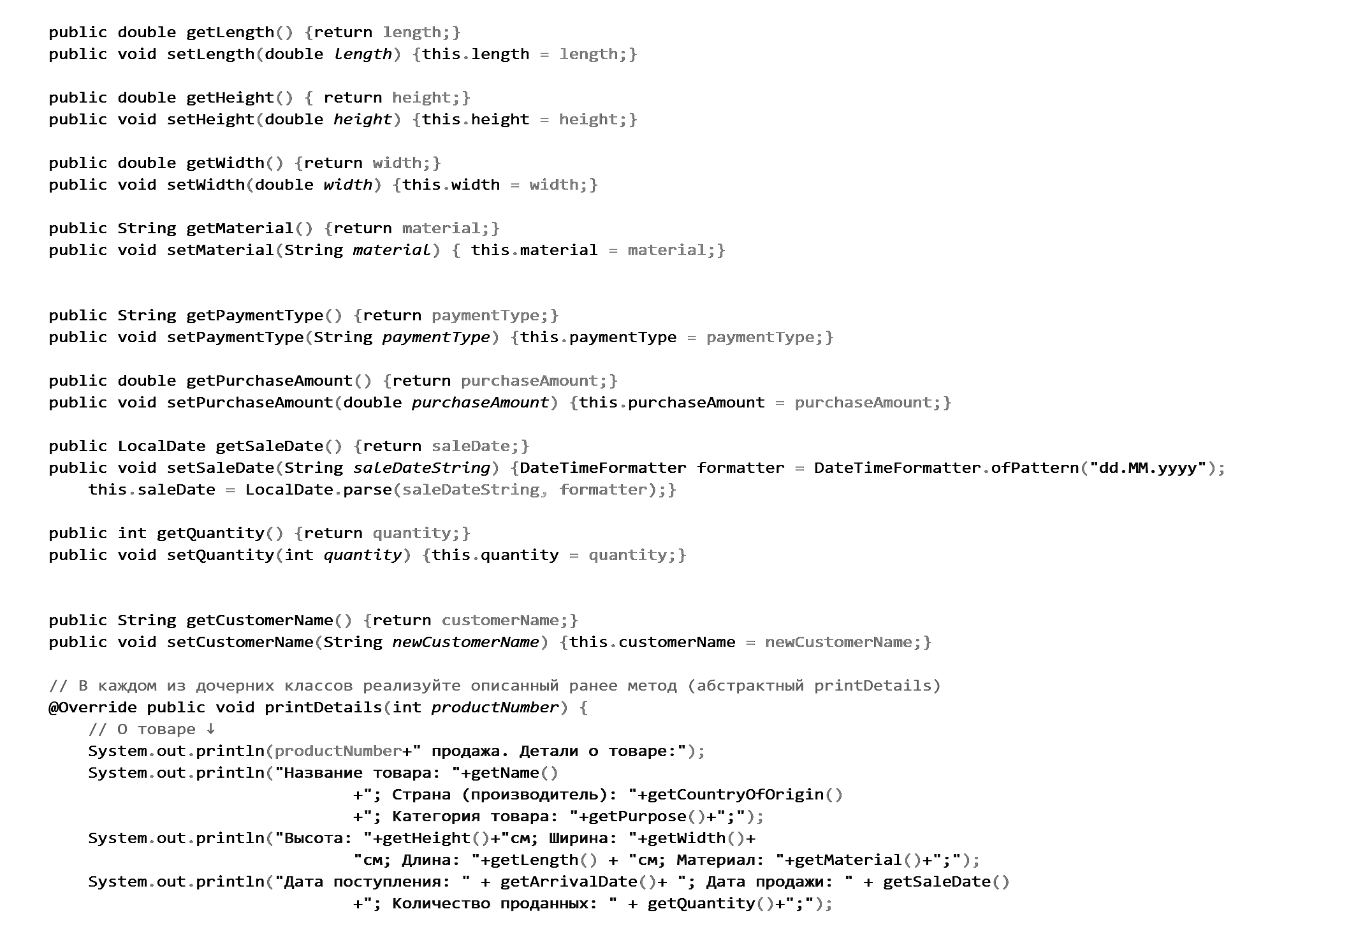 public double getLength() {return length;}
public void setLength(double length) {this.length = length;}
public double getHeight() { return height;}
public void setHeight(double height) {this.height = height;}
public double getWidth() {return width;}
public void setWidth(double width) {this.width = width;}
public String getMaterial() {return material;}
public void setMaterial(String material) { this.material = material;}
public String getPaymentType() {return paymentType;}
public void setPaymentType(String paymentType) {this.paymentType = paymentType;}
public double getPurchaseAmount() {return purchaseAmount;}
public void setPurchaseAmount(double purchaseAmount) {this.purchaseAmount = purchaseAmount;}
public LocalDate getSaleDate() {return saleDate;}
public void setSaleDate(String saleDateString) {DateTimeFormatter formatter = DateTimeFormatter.ofPattern("dd.MM.yyyy");
this.saleDate = LocalDate.parse(saleDateString, formatter);}
public int getQuantity() {return quantity;}
public void setQuantity(int quantity) {this.quantity = quantity;}
public String getCustomerName() {return customerName;}
public void setCustomerName(String newCustomerName) {this.customerName = newCustomerName;}
// В каждом из дочерних классов реализуйте описанный ранее метод (абстрактный printDetails)
@Override public void printDetails(int productNumber) {
// О товаре ↓
System.out.println(productNumber+" продажа. Детали о товаре:");
System.out.println("Название товара: "+getName()
+"; Страна (производитель): "+getCountryOfOrigin()
+"; Категория товара: "+getPurpose()+";");
System.out.println("Высота: "+getHeight()+"см; Ширина: "+getWidth()+
"см; Длина: "+getLength() + "см; Материал: "+getMaterial()+";");
System.out.println("Дата поступления: " + getArrivalDate()+ "; Дата продажи: " + getSaleDate()
+"; Количество проданных: " + getQuantity()+";");